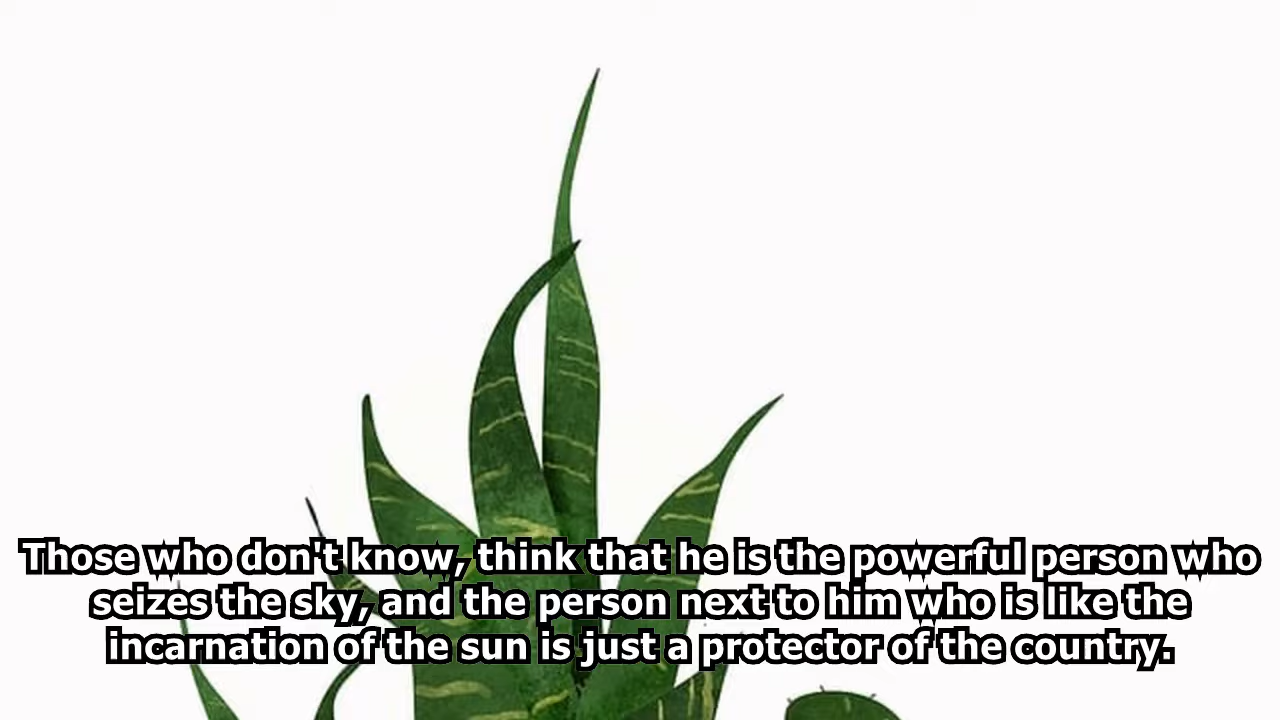 Those who don't know, think that he is the powerful person who
seizes the sky, and the person next to him who is like the
incarnation of the sun is just a protector of the country.